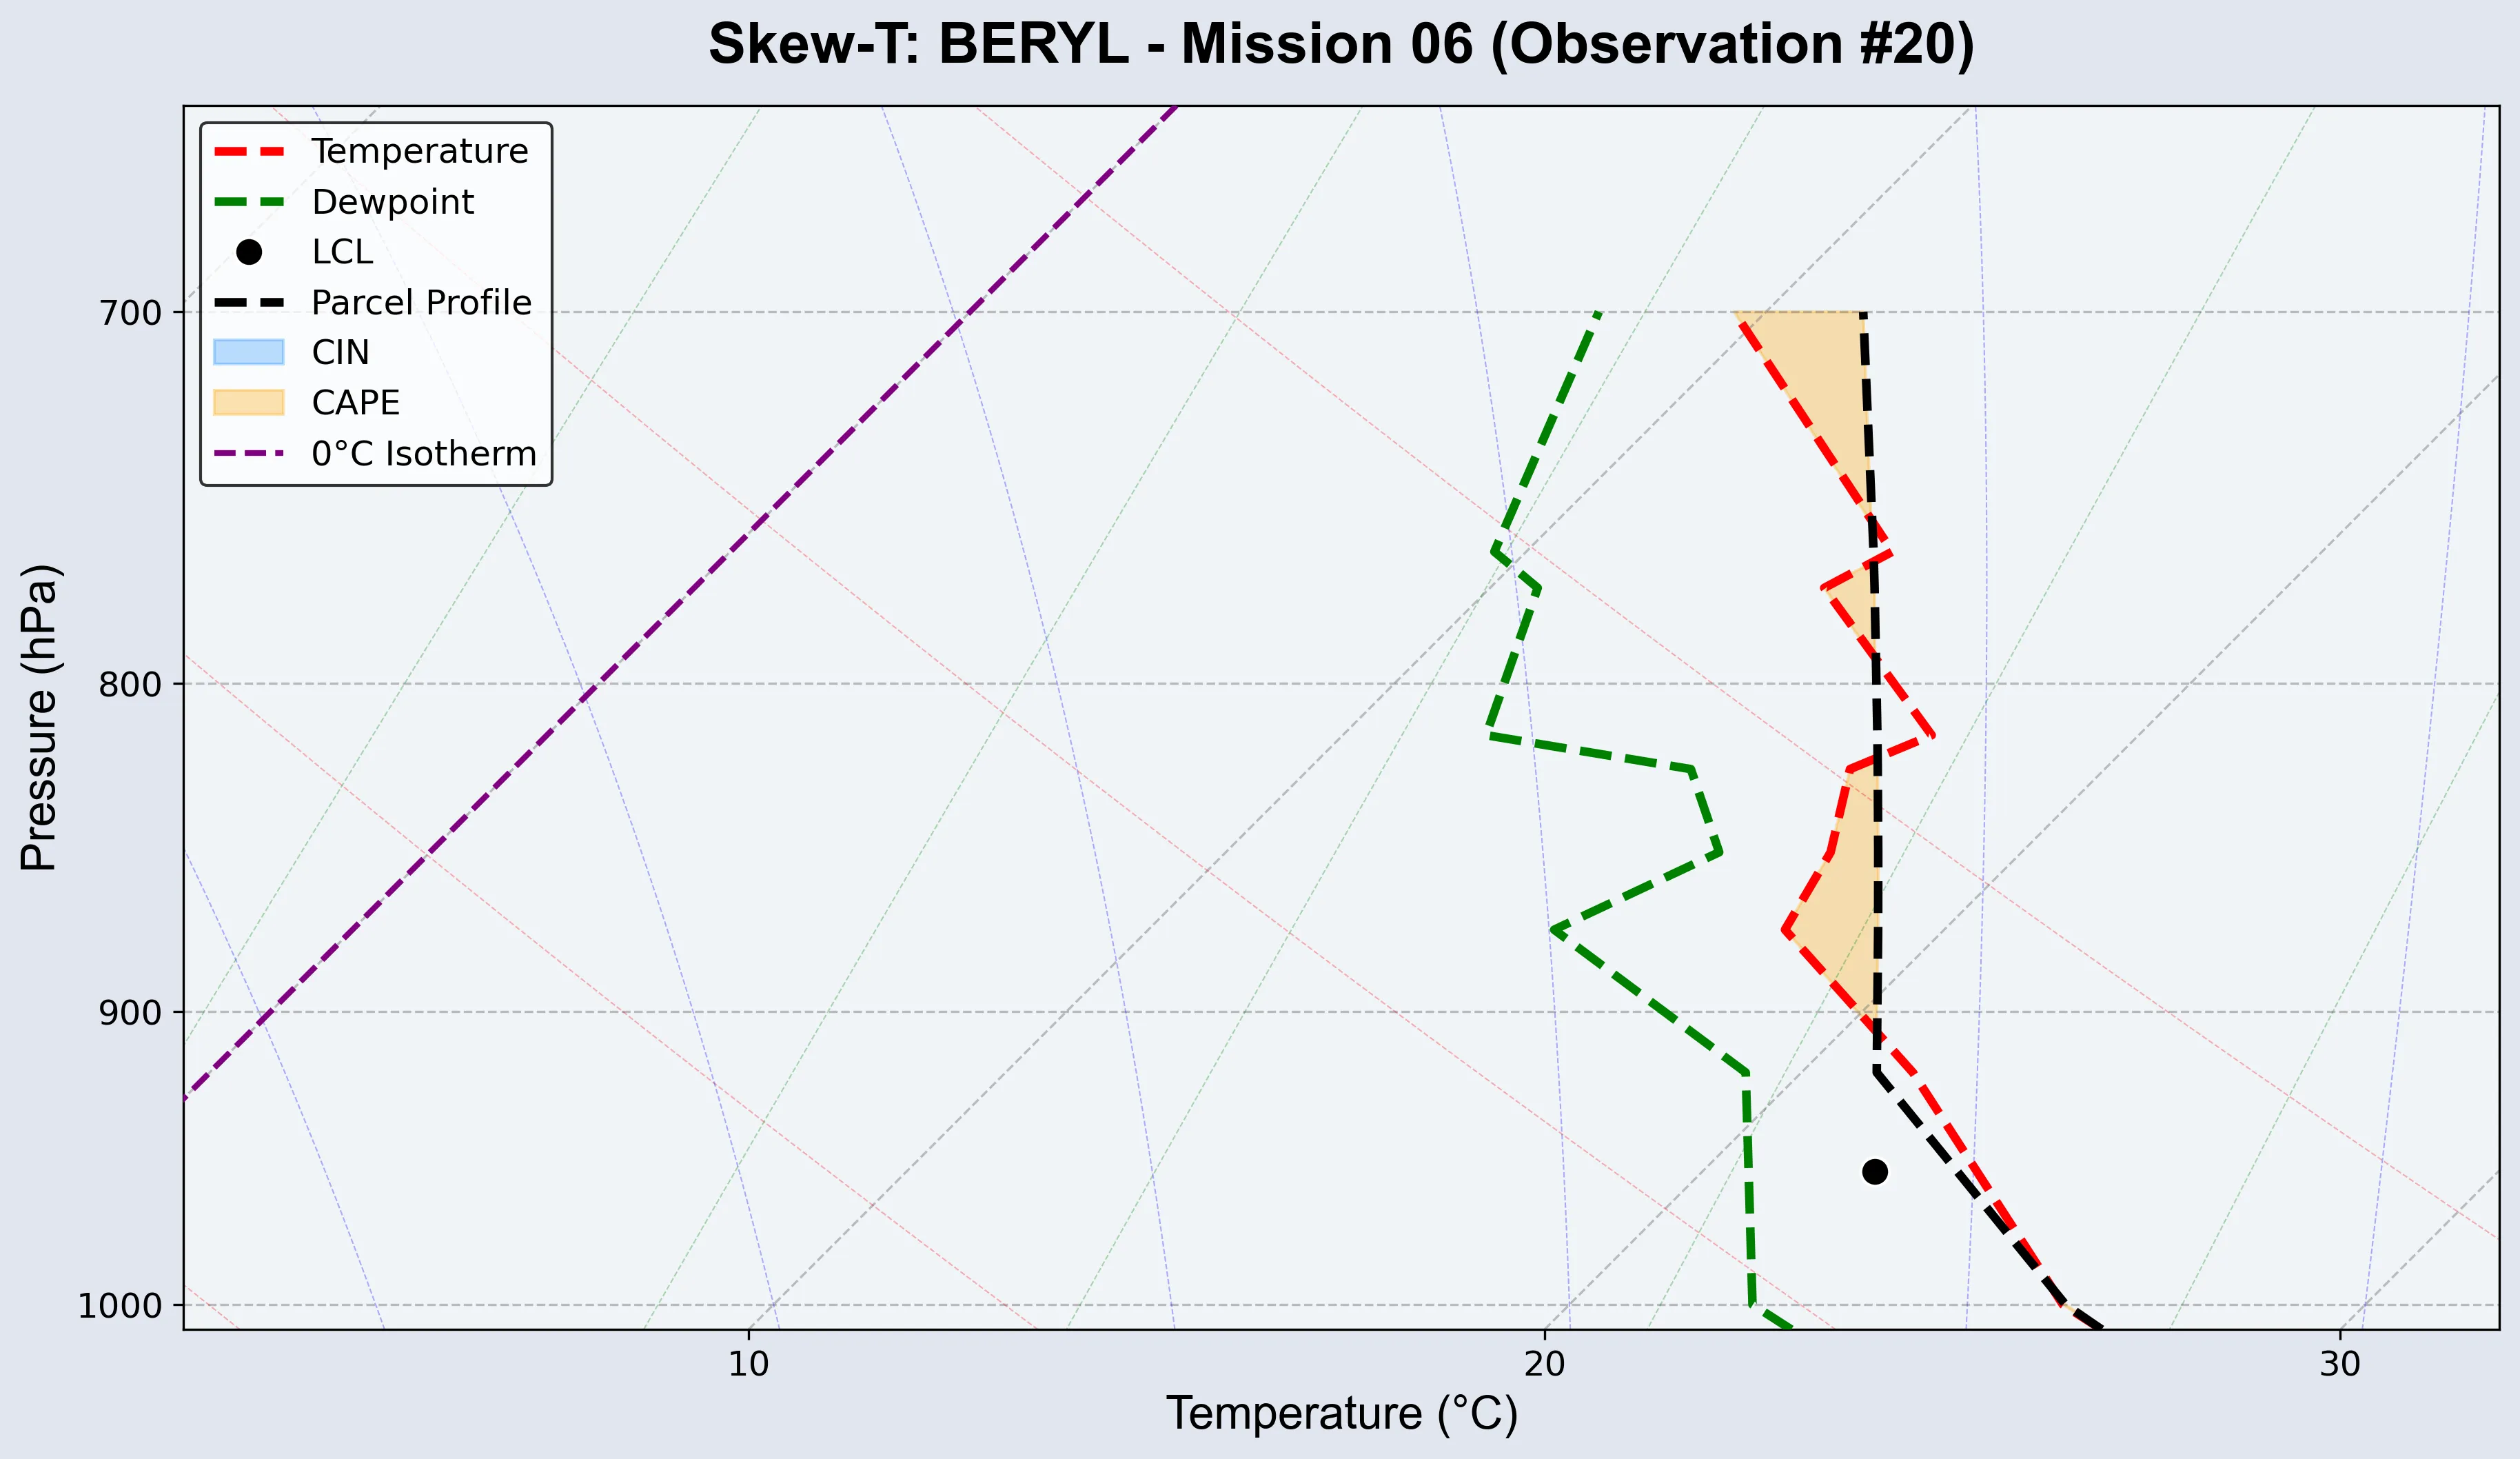 Skew-T: BERYL - Mission 06 (Observation #20)
Temperature
Dewpoint
LCL
Parcel Profile
CIN
CAPE
0°C Isotherm
Pressure (hPa)
700
800
900
1000
10
20
30
Temperature (°C)